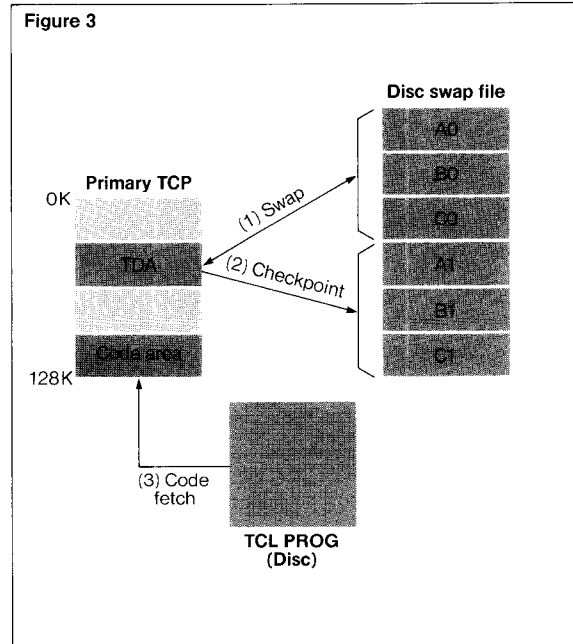 Figure 3
Disc swap file
A0
B0
C0
A1
B1
C1
Primary TCP
0K
TDA
Code area
128K
(1) Swap
(2) Checkpoint
(3) Code
fetch
TCL PROG
(Disc)